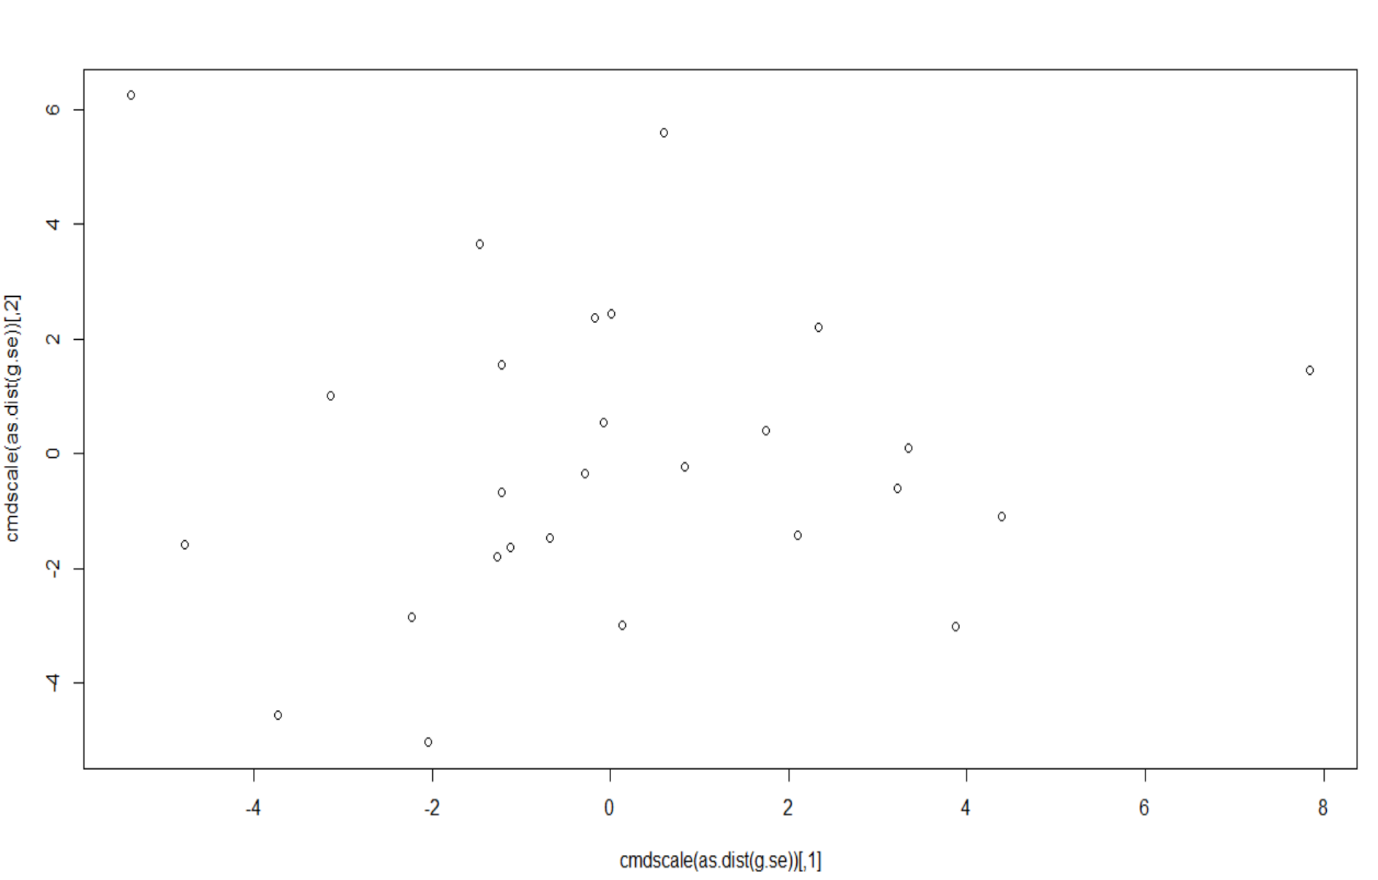 6
4
2
0
-2
-4
cmdscale(as.dist(g.se))[,2]
-4 -2 0 2 4 6 8
cmdscale(as.dist(g.se))[,1]